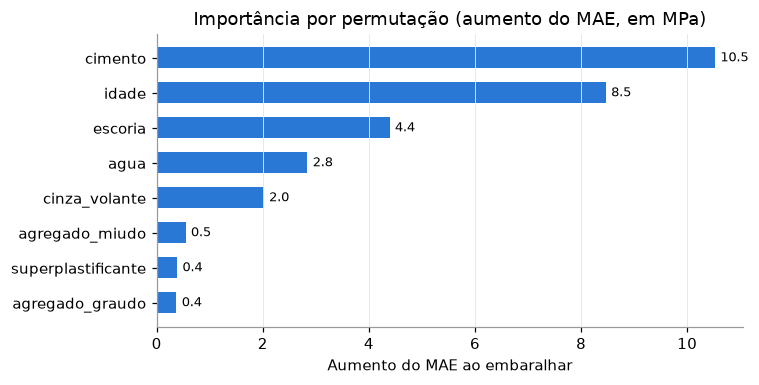 Importância por permutação (aumento do MAE, em MPa)
cimento 10.5
idade 8.5
escoria 4.4
agua 2.8
cinza_volante 2.0
agregado_miudo 0.5
superplastificante 0.4
agregado_graudo 0.4
0 2 4 6 8 10
Aumento do MAE ao embaralhar